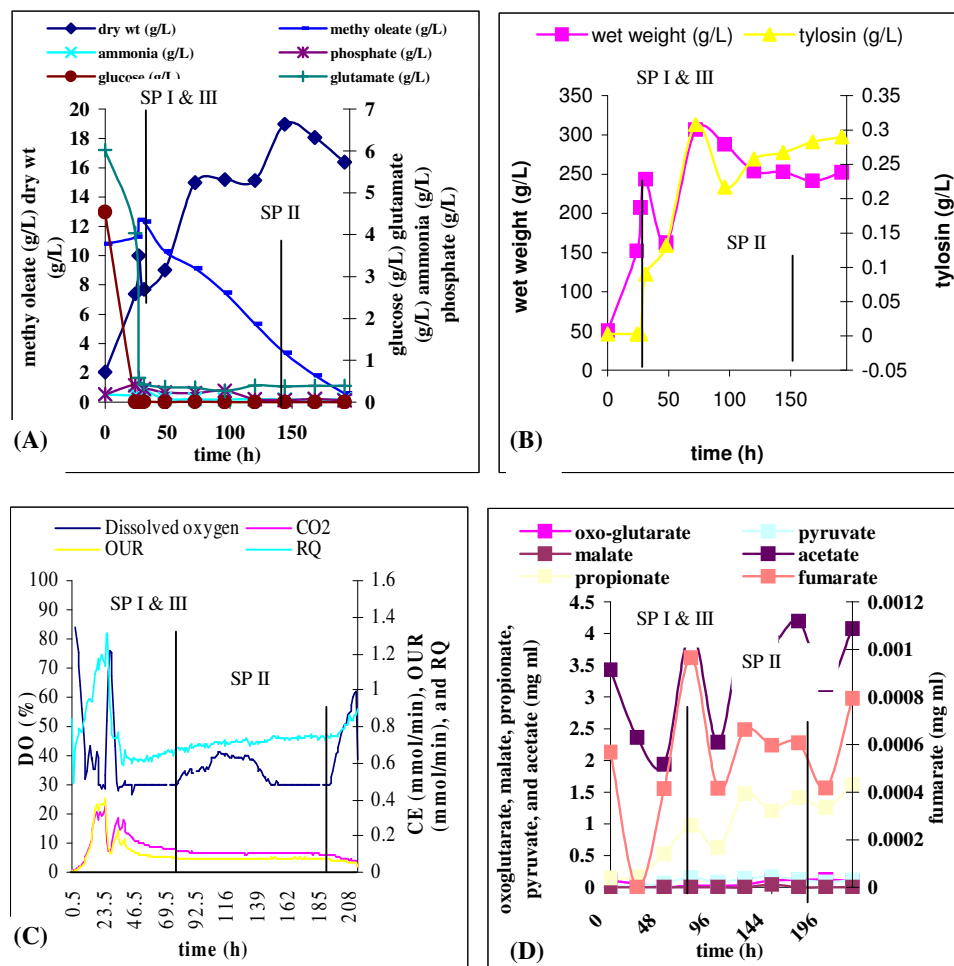 dry wt (g/L)
methy oleate (g/L)
ammonia (g/L)
phosphate (g/L)
glucose (g/L)
glutamate (g/L)
SP I & III
SP II
20
18
16
14
12
10
8
6
4
2
0
7
6
5
4
3
2
1
0
0
50
100
150
methy oleate (g/L) dry wt
(g/L)
glucose (g/L) glutamate
(g/L) ammonia (g/L)
phosphate (g/L)
time (h)
(A)
wet weight (g/L)
tylosin (g/L)
SP I & III
SP II
350
300
250
200
150
100
50
0
0.35
0.3
0.25
0.2
0.15
0.1
0.05
0
-0.05
0
50
100
150
wet weight (g/L)
tylosin (g/L)
time (h)
(B)
Dissolved oxygen
CO2
OUR
RQ
SP I & III
SP II
100
90
80
70
60
50
40
30
20
10
0
1.6
1.4
1.2
1
0.8
0.6
0.4
0.2
0
0.5
23.5
46.5
69.5
92.5
116
139
162
185
208
DO (%)
CE (mmol/min), OUR
(mmol/min), and RQ
time (h)
(C)
oxo-glutarate
pyruvate
malate
acetate
propionate
fumarate
SP I & III
SP II
4.5
4
3.5
3
2.5
2
1.5
1
0.5
0
0.0012
0.001
0.0008
0.0006
0.0004
0.0002
0
0
48
96
144
196
oxoglutarate, malate, propionate,
pyruvate, and acetate (mg ml)
fumarate (mg ml)
time (h)
(D)